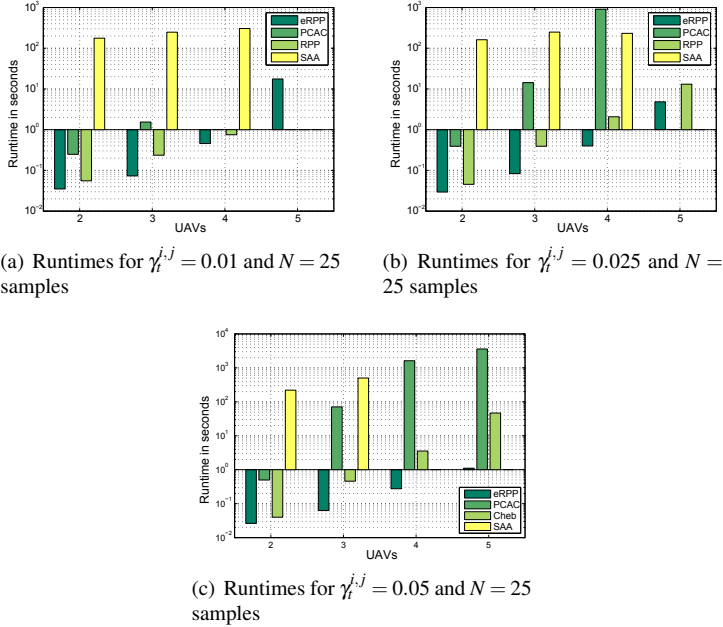 10³
10²
10¹
10⁰
10⁻¹
10⁻²
Runtime in seconds
2 3 4 5
UAVs
eRPP
PCAC
RPP
SAA
(a) Runtimes for γₜ^{i,j} = 0.01 and N = 25
samples
10³
10²
10¹
10⁰
10⁻¹
10⁻²
Runtime in seconds
2 3 4 5
UAVs
eRPP
PCAC
RPP
SAA
(b) Runtimes for γₜ^{i,j} = 0.025 and N =
25 samples
10⁴
10³
10²
10¹
10⁰
10⁻¹
10⁻²
Runtime in seconds
2 3 4 5
UAVs
eRPP
PCAC
Cheb
SAA
(c) Runtimes for γₜ^{i,j} = 0.05 and N = 25
samples